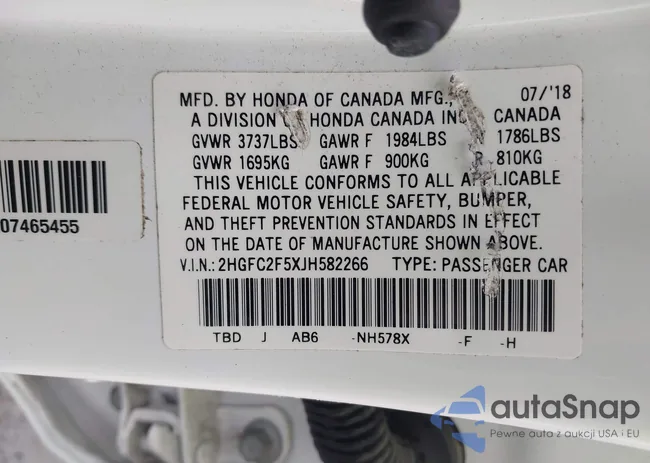 MFD. BY HONDA OF CANADA MFG., 07/'18
A DIVISION HONDA CANADA INC CANADA
GVWR 3737LBS GAWR F 1984LBS 1786LBS
GVWR 1695KG GAWR F 900KG R 810KG
THIS VEHICLE CONFORMS TO ALL APPLICABLE
FEDERAL MOTOR VEHICLE SAFETY, BUMPER,
AND THEFT PREVENTION STANDARDS IN EFFECT
ON THE DATE OF MANUFACTURE SHOWN ABOVE.
V.I.N.: 2HGFC2F5XJH582266 TYPE: PASSENGER CAR
TBD J AB6 -NH578X -F -H
07465455
autoSnap
Pewne auta z aukcji USA i EU